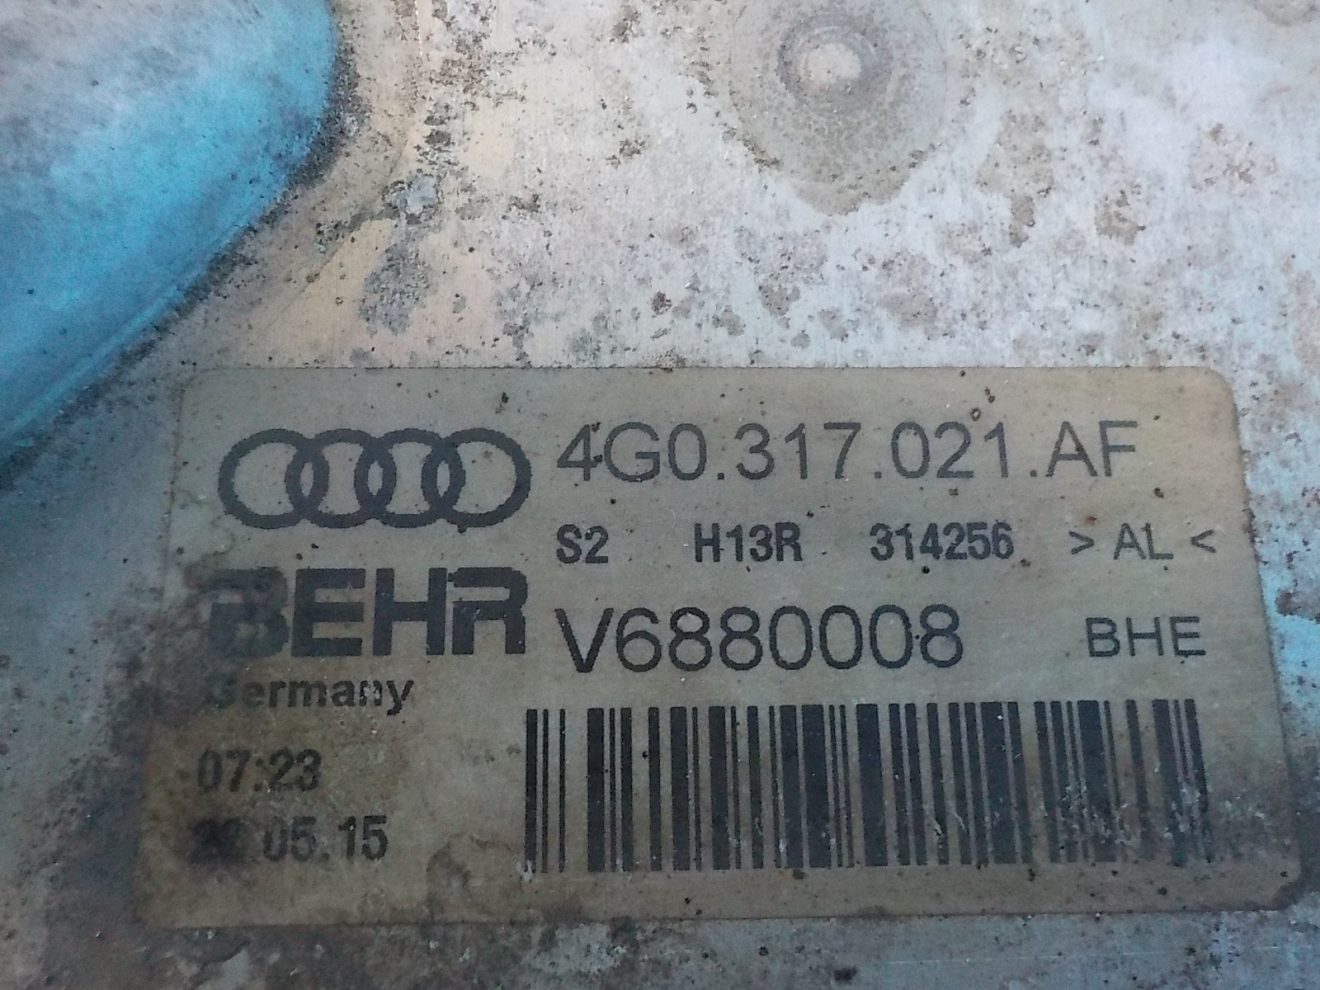 4G0.317.021.AF
S2 H13R 314256 > AL <
BEHR V6880008 BHE
Germany
07:23
05.15